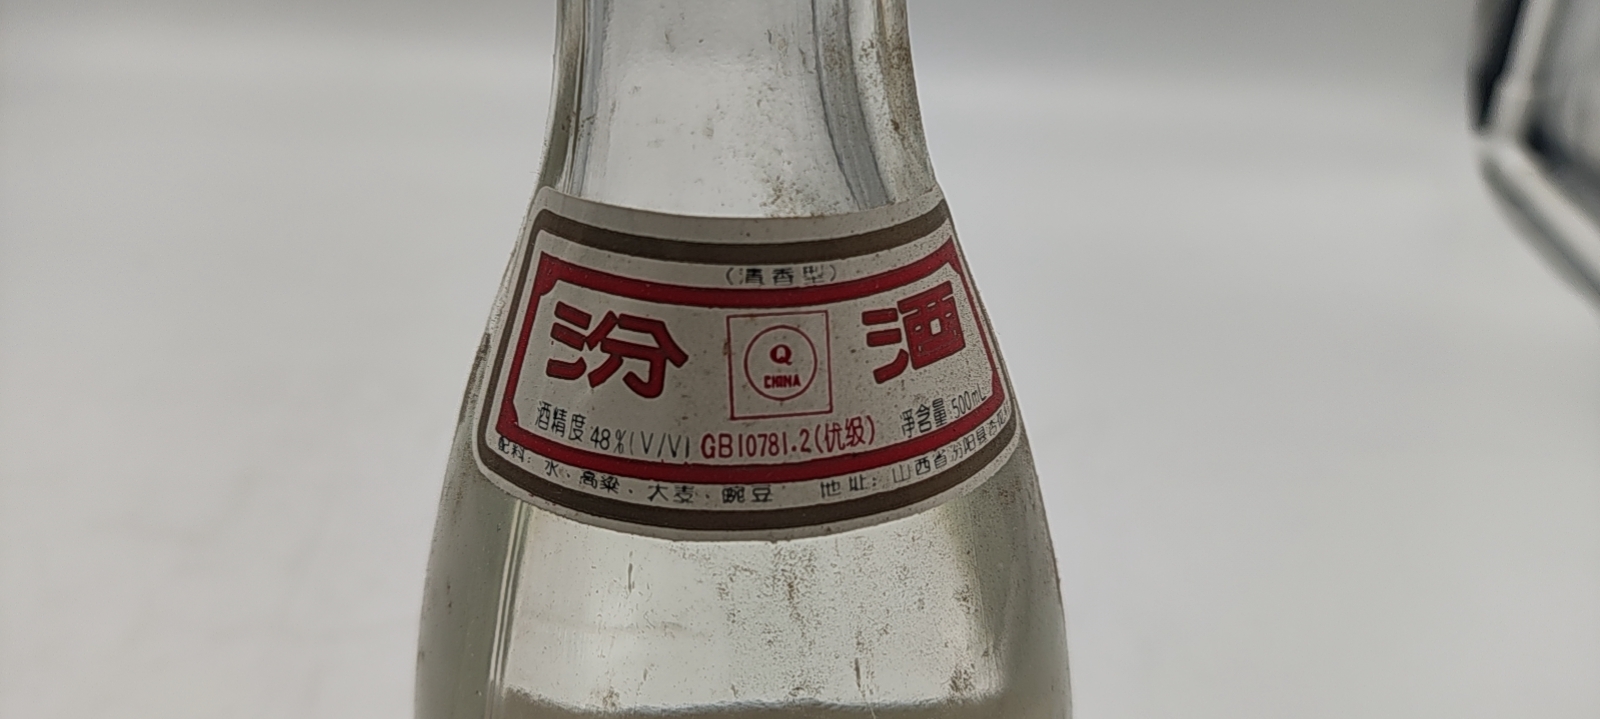 (清香型)
汾酒
Q
CHINA
酒精度 48%(V/V) GB10781.2(优级) 净含量:500mL
配料: 水、高粱、大麦、豌豆 地址: 山西省汾阳县杏花